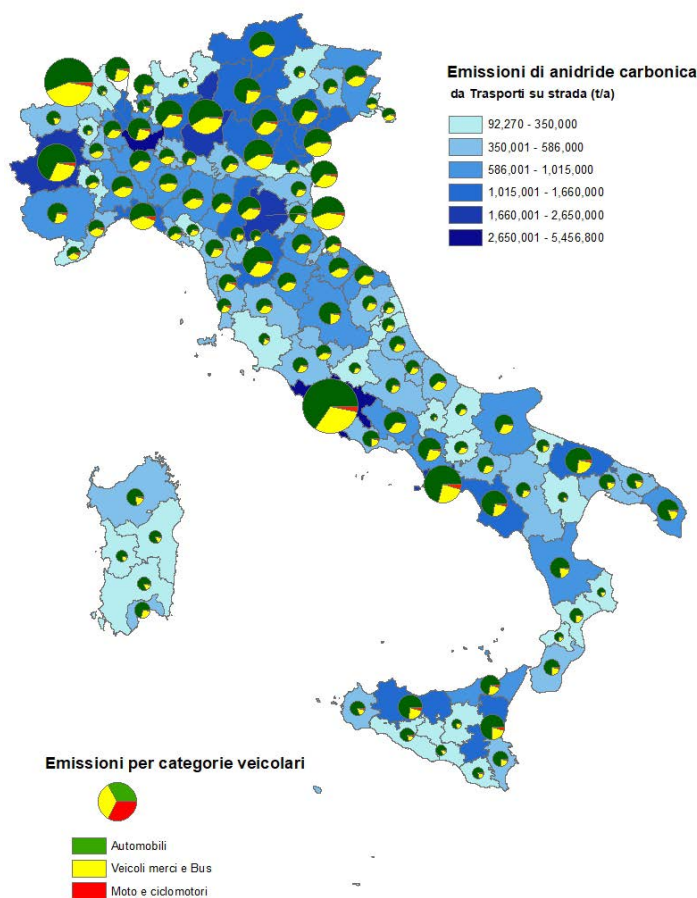 Emissioni di anidride carbonica
da Trasporti su strada (t/a)
92,270 - 350,000
350,001 - 586,000
586,001 - 1,015,000
1,015,001 - 1,660,000
1,660,001 - 2,650,000
2,650,001 - 5,456,800
Emissioni per categorie veicolari
Automobili
Veicoli merci e Bus
Moto e ciclomotori